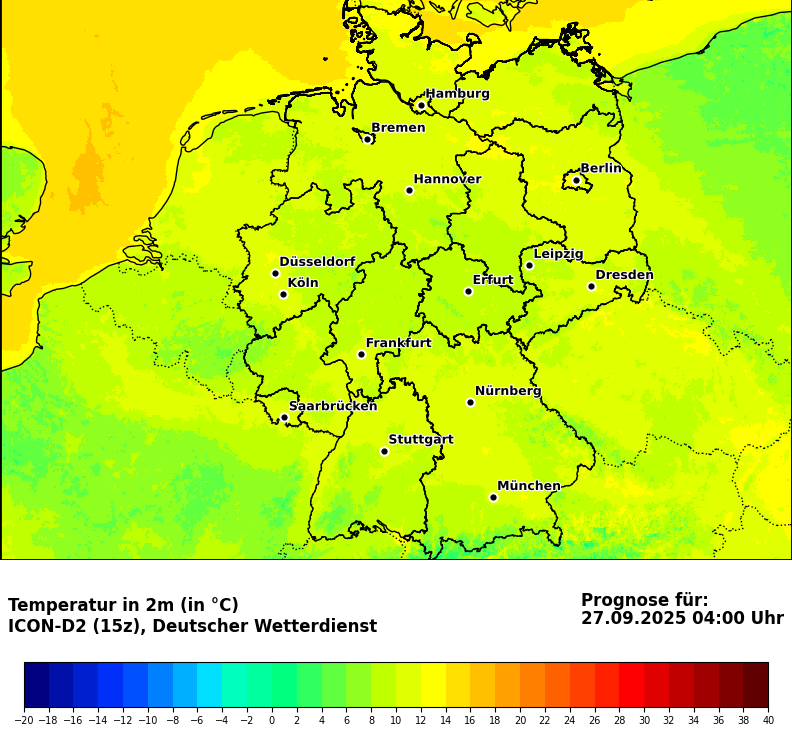 Hamburg
Bremen
Berlin
Hannover
Leipzig
Düsseldorf
Dresden
Köln
Erfurt
Frankfurt
Nürnberg
Saarbrücken
Stuttgart
München
Temperatur in 2m (in °C)
ICON-D2 (15z), Deutscher Wetterdienst
Prognose für:
27.09.2025 04:00 Uhr
−20 −18 −16 −14 −12 −10 −8 −6 −4 −2 0 2 4 6 8 10 12 14 16 18 20 22 24 26 28 30 32 34 36 38 40